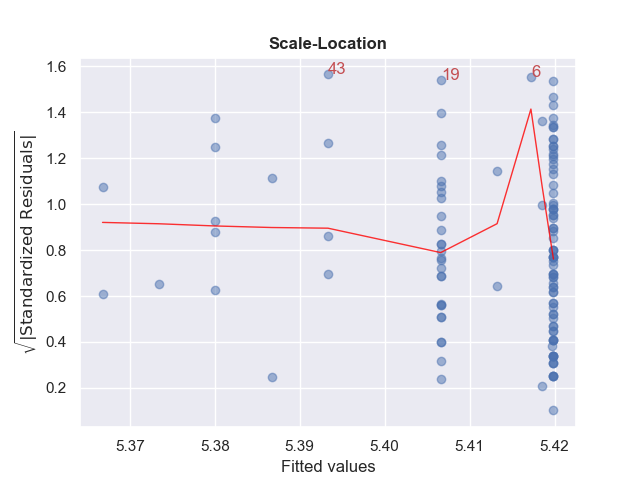 Scale-Location
√|Standardized Residuals|
1.6
1.4
1.2
1.0
0.8
0.6
0.4
0.2
43
19
6
5.37 5.38 5.39 5.40 5.41 5.42
Fitted values